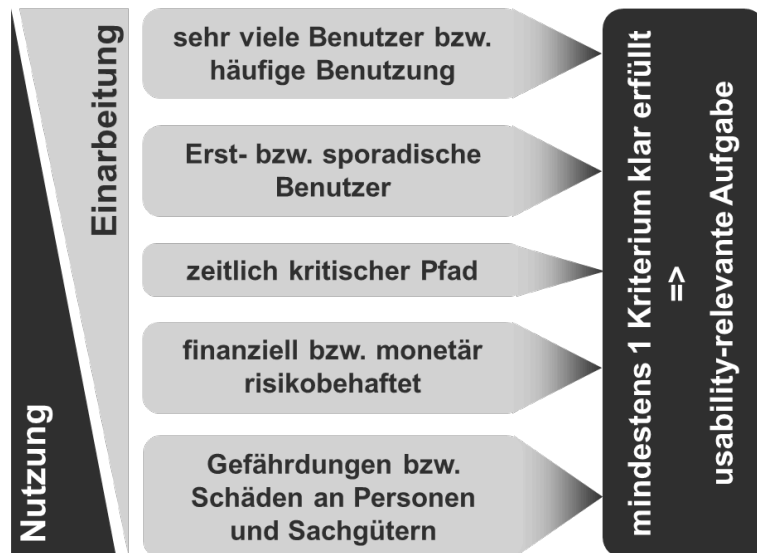 Nutzung
Einarbeitung
sehr viele Benutzer bzw.
häufige Benutzung
Erst- bzw. sporadische
Benutzer
zeitlich kritischer Pfad
finanziell bzw. monetär
risikobehaftet
Gefährdungen bzw.
Schäden an Personen
und Sachgütern
mindestens 1 Kriterium klar erfüllt
=>
usability-relevante Aufgabe